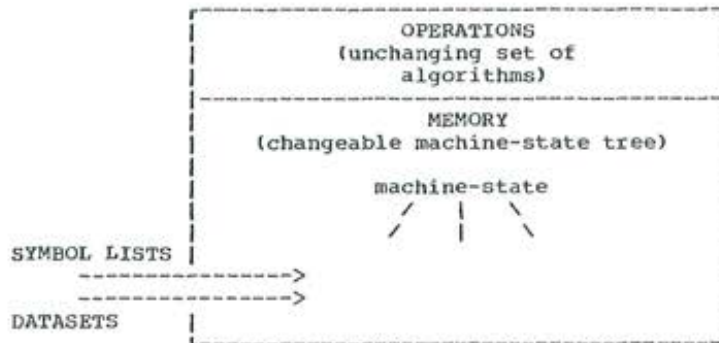 OPERATIONS
(unchanging set of
algorithms)
MEMORY
(changeable machine-state tree)
machine-state
SYMBOL LISTS
DATASETS